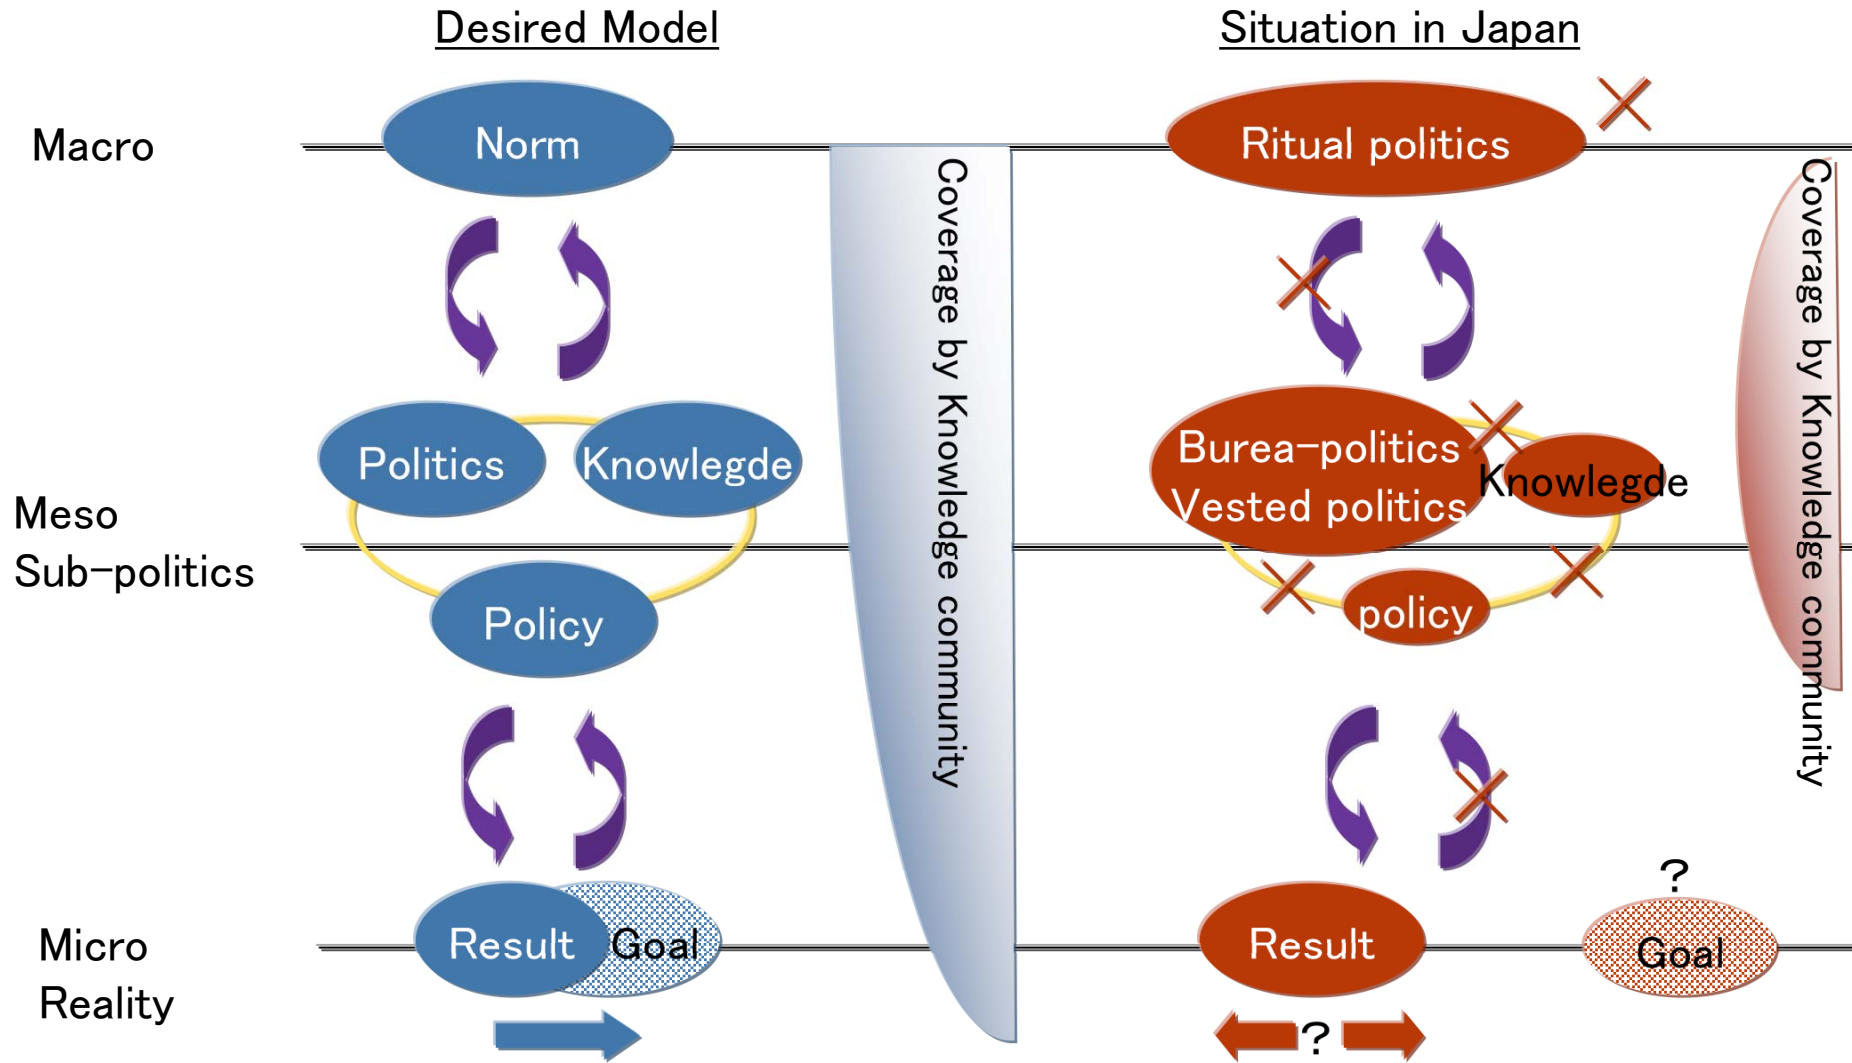 Desired Model
Situation in Japan
Macro
Norm
Ritual politics
Coverage by Knowledge community
Coverage by Knowledge community
Politics
Knowlegde
Burea-politics
Vested politics
Knowlegde
Meso
Sub-politics
Policy
policy
?
Micro
Reality
Result
Goal
Result
Goal
?